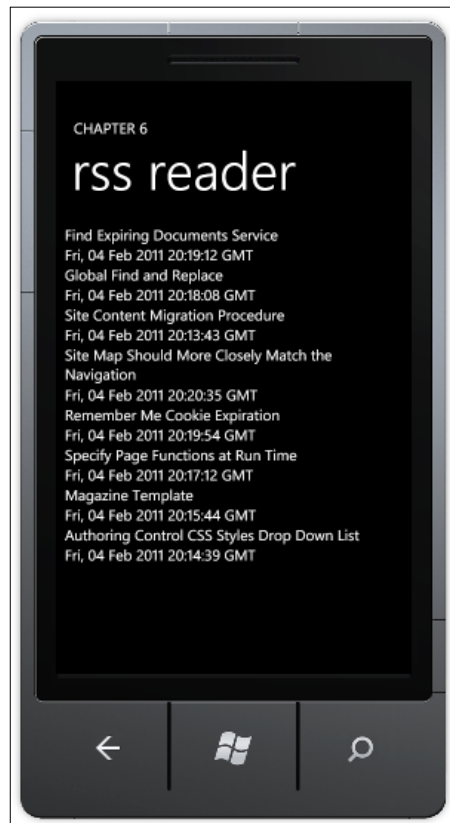 CHAPTER 6
rss reader
Find Expiring Documents Service
Fri, 04 Feb 2011 20:19:12 GMT
Global Find and Replace
Fri, 04 Feb 2011 20:18:08 GMT
Site Content Migration Procedure
Fri, 04 Feb 2011 20:13:43 GMT
Site Map Should More Closely Match the
Navigation
Fri, 04 Feb 2011 20:20:35 GMT
Remember Me Cookie Expiration
Fri, 04 Feb 2011 20:19:54 GMT
Specify Page Functions at Run Time
Fri, 04 Feb 2011 20:17:12 GMT
Magazine Template
Fri, 04 Feb 2011 20:15:44 GMT
Authoring Control CSS Styles Drop Down List
Fri, 04 Feb 2011 20:14:39 GMT